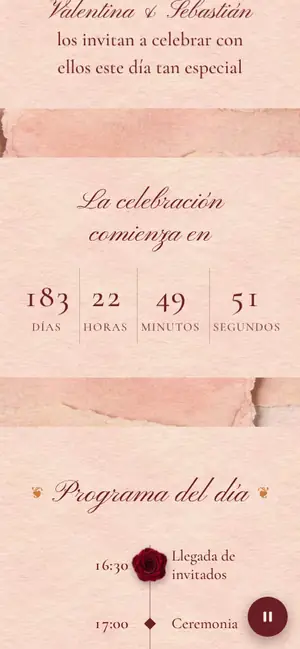 Valentina & Sebastián
los invitan a celebrar con
ellos este día tan especial
La celebración
comienza en
183 22 49 51
DÍAS HORAS MINUTOS SEGUNDOS
Programa del día
16:30 Llegada de
invitados
17:00 Ceremonia